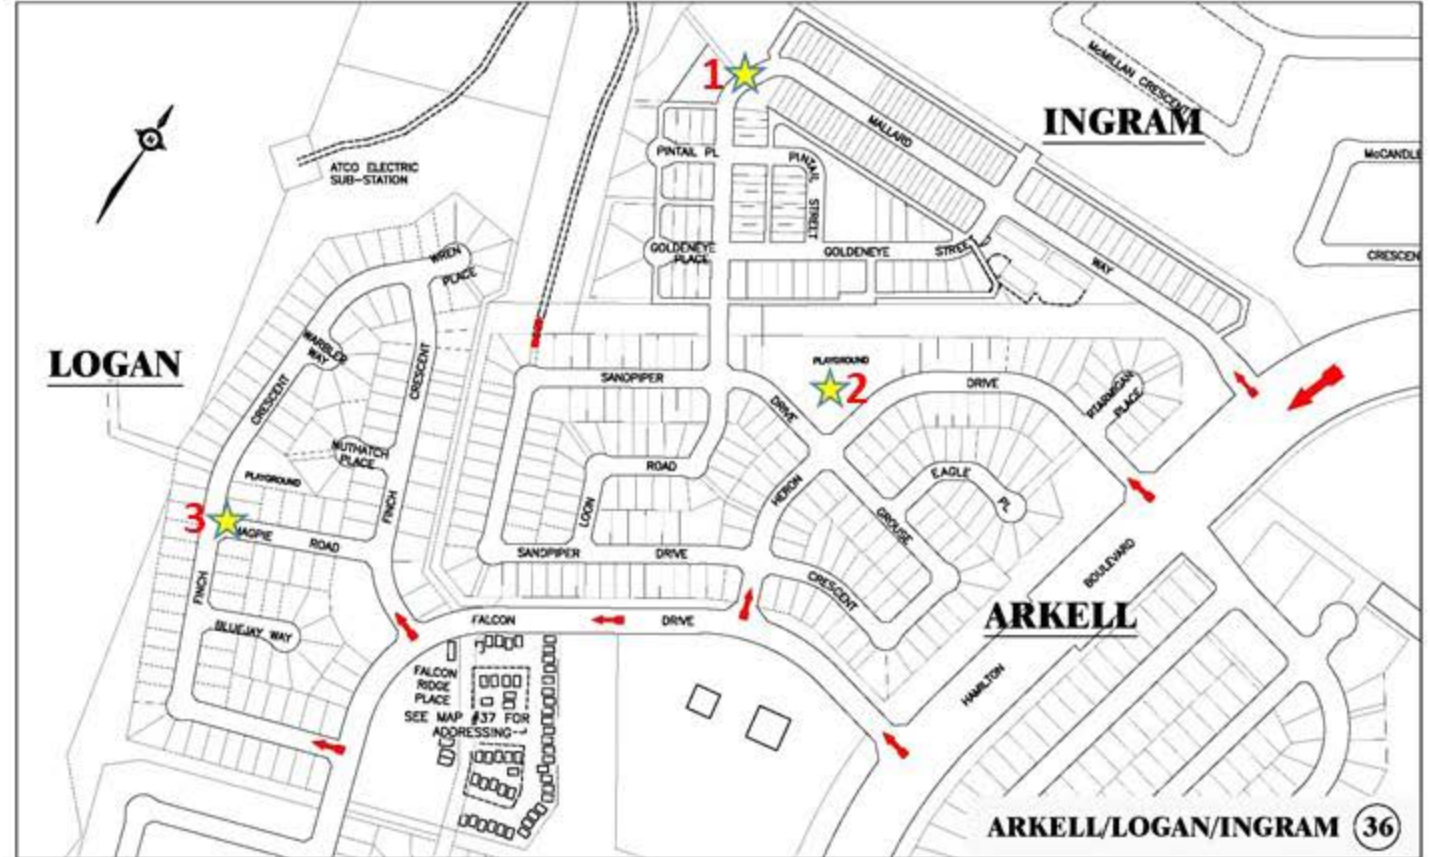 McMILLAN CRESCENT
1
INGRAM
MALLARD
McCANDLE
PINTAIL PL
PINTAIL STREET
ATCO ELECTRIC
SUB-STATION
GOLDENEYE
PLACE
GOLDENEYE
STREET
CRESCEN
WREN
PLACE
WAY
LOGAN
WARBLER
WAY
CRESCENT
CRESCENT
SANDPIPER
DRIVE
PLAYGROUND
2
DRIVE
PTARMIGAN
PLACE
NUTHATCH
PLACE
PLAYGROUND
ROAD
LOON
HERON
EAGLE
PL
GROUSE
CRESCENT
3
MAGPIE
ROAD
FINCH
FINCH
SANDPIPER
DRIVE
BOULEVARD
ARKELL
BLUEJAY WAY
FALCON
DRIVE
HAMILTON
FALCON
RIDGE
PLACE
SEE MAP #37 FOR
ADDRESSING
ARKELL/LOGAN/INGRAM 36